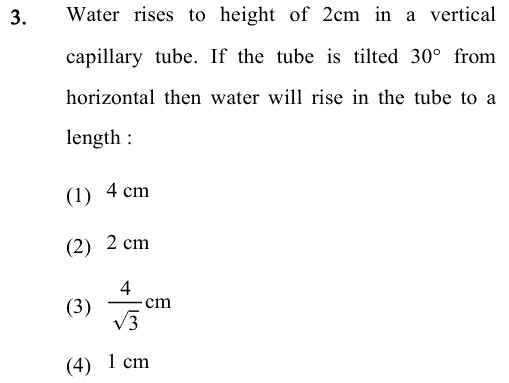 3. Water rises to height of 2cm in a vertical
capillary tube. If the tube is tilted 30° from
horizontal then water will rise in the tube to a
length :
(1) 4 cm
(2) 2 cm
(3) 4/√3 cm
(4) 1 cm